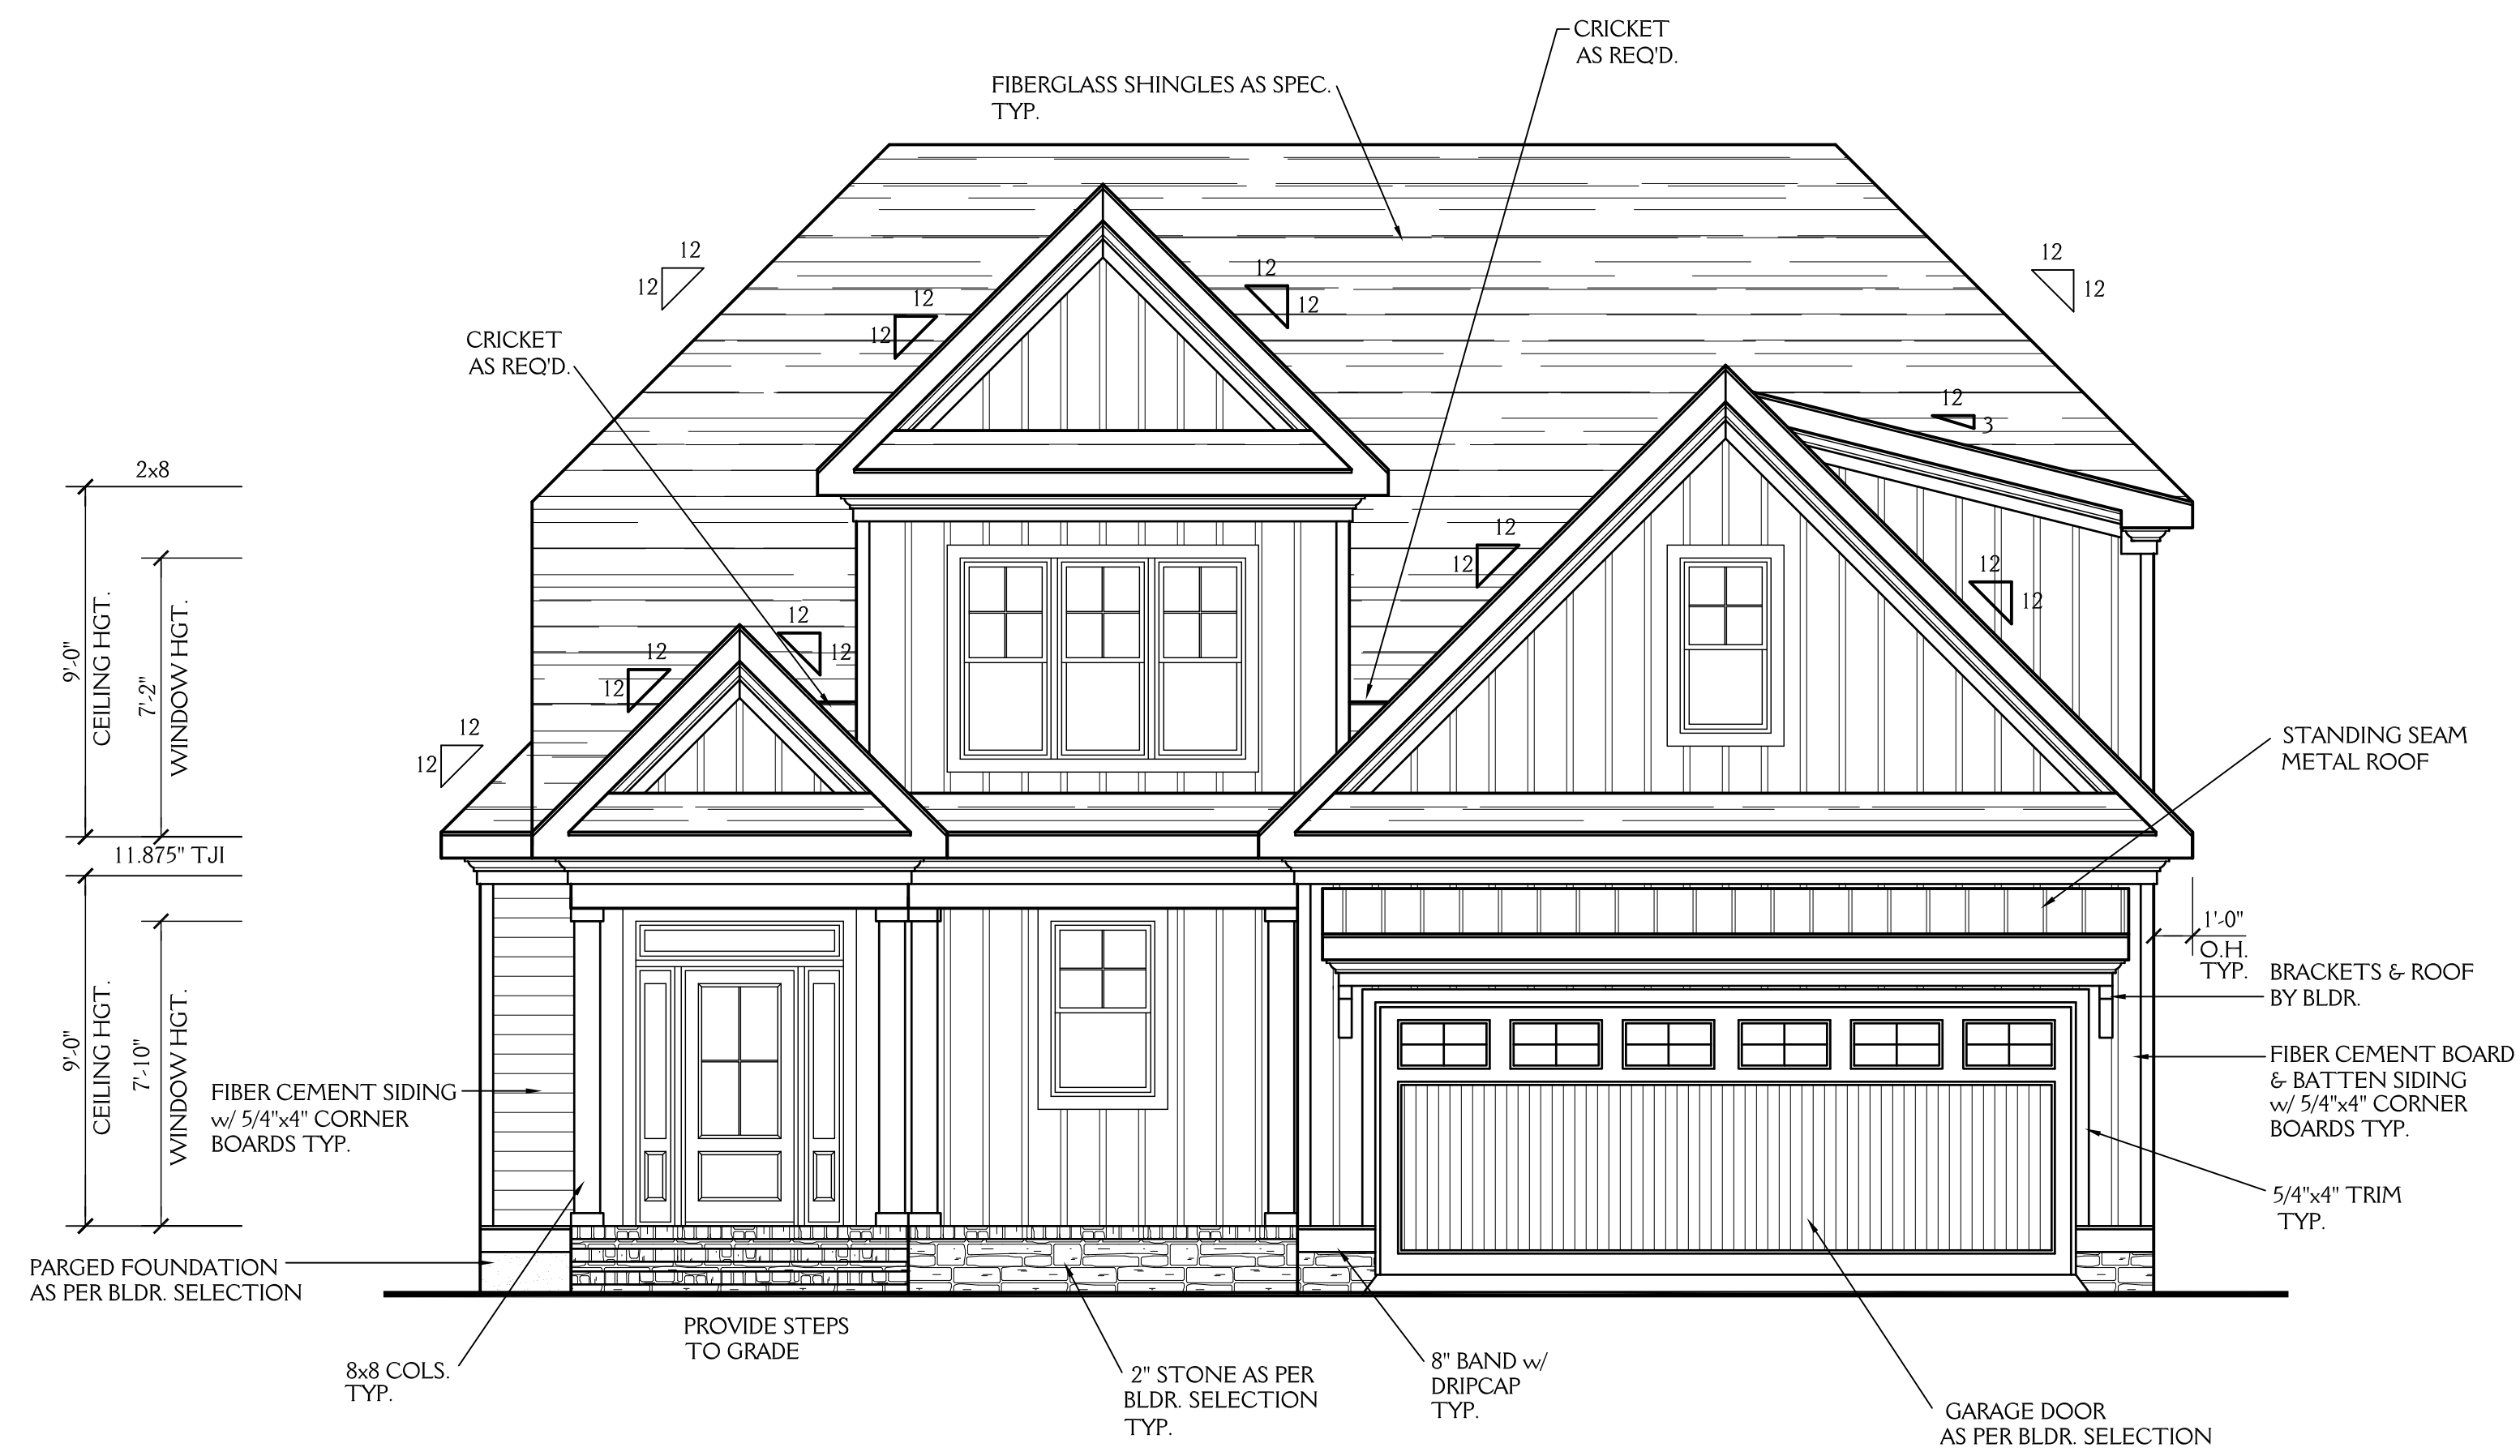 CRICKET
AS REQ'D.
FIBERGLASS SHINGLES AS SPEC.
TYP.
12
12
12
12
12
12
12
12
CRICKET
AS REQ'D.
12
3
2x8
9'-0"
CEILING HGT.
7'-2"
WINDOW HGT.
12
12
12
12
12
12
12
12
12
12
STANDING SEAM
METAL ROOF
11.875" TJI
9'-0"
CEILING HGT.
7'-10"
WINDOW HGT.
1'-0"
O.H.
TYP.
BRACKETS & ROOF
BY BLDR.
FIBER CEMENT BOARD
& BATTEN SIDING
w/ 5/4"x4" CORNER
BOARDS TYP.
FIBER CEMENT SIDING
w/ 5/4"x4" CORNER
BOARDS TYP.
5/4"x4" TRIM
TYP.
PARGED FOUNDATION
AS PER BLDR. SELECTION
PROVIDE STEPS
TO GRADE
8x8 COLS.
TYP.
2" STONE AS PER
BLDR. SELECTION
TYP.
8" BAND w/
DRIPCAP
TYP.
GARAGE DOOR
AS PER BLDR. SELECTION